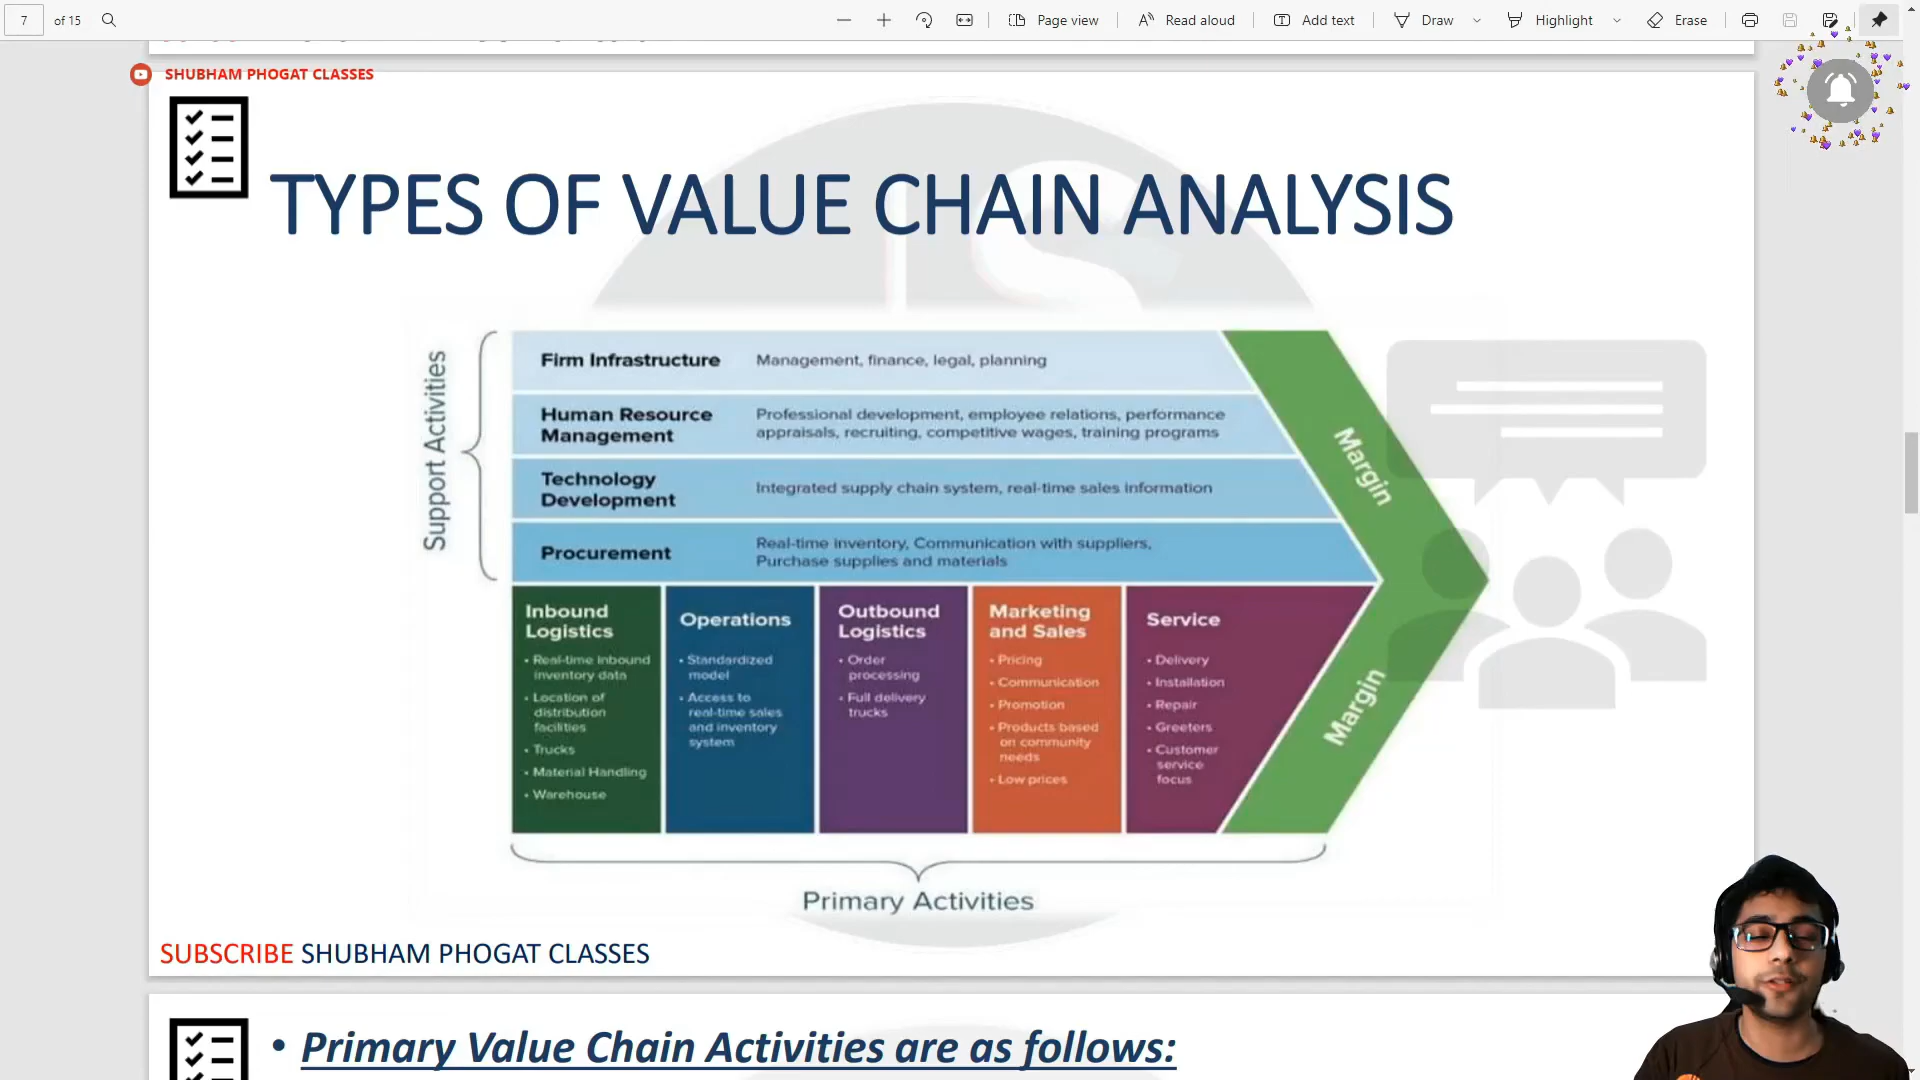 7 of 15 Page view Read aloud Add text Draw Highlight Erase
SHUBHAM PHOGAT CLASSES
TYPES OF VALUE CHAIN ANALYSIS
Support Activities
Firm Infrastructure Management, finance, legal, planning
Human Resource
Management
Professional development, employee relations, performance
appraisals, recruiting, competitive wages, training programs
Technology
Development
Integrated supply chain system, real-time sales information
Procurement
Real-time inventory, Communication with suppliers,
Purchase supplies and materials
Margin
Inbound
Logistics
• Real-time inbound
inventory data
• Location of
distribution
facilities
• Trucks
• Material Handling
• Warehouse
Operations
• Standardized
model
• Access to
real-time sales
and inventory
system
Outbound
Logistics
• Order
processing
• Full delivery
trucks
Marketing
and Sales
• Pricing
• Communication
• Promotion
• Products based
on community
needs
• Low prices
Service
• Delivery
• Installation
• Repair
• Greeters
• Customer
service
focus
Margin
Primary Activities
SUBSCRIBE SHUBHAM PHOGAT CLASSES
• Primary Value Chain Activities are as follows: